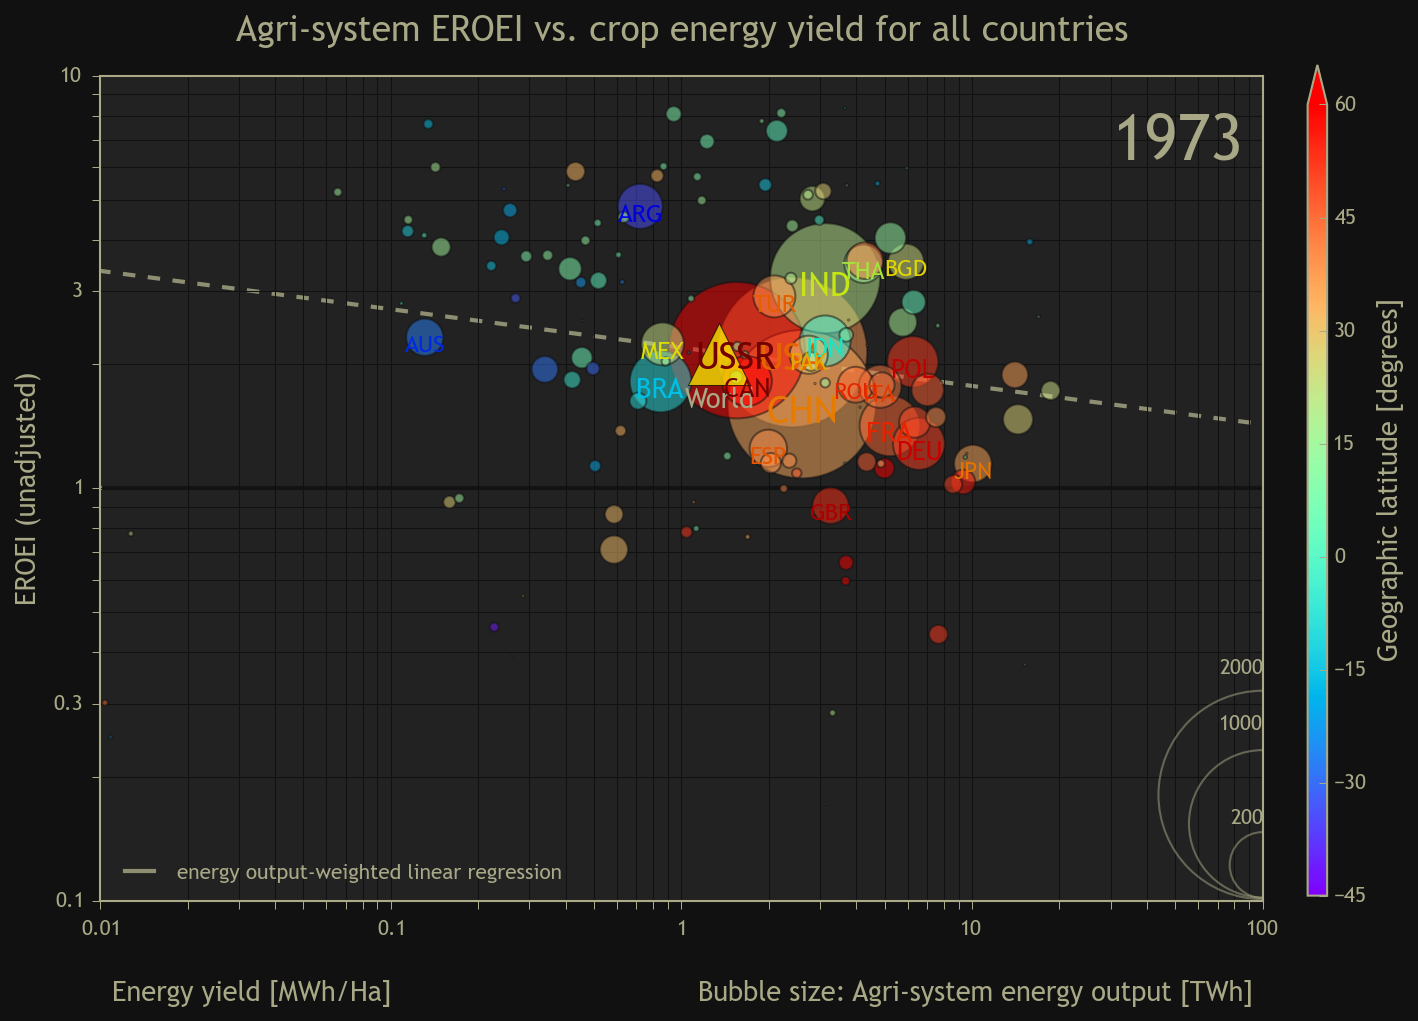 Agri-system EROEI vs. crop energy yield for all countries
1973
10
3
1
0.3
0.1
EROEI (unadjusted)
ARG
IND
THA
BGD
TUR
AUS
MEX
USSR
IDN
PAK
POL
BRA
CAN
World
ROU
ITA
CHN
FRA
DEU
ESP
JPN
GBR
2000
1000
200
energy output-weighted linear regression
0.01
0.1
1
10
100
Energy yield [MWh/Ha]
Bubble size: Agri-system energy output [TWh]
60
45
30
15
0
−15
−30
−45
Geographic latitude [degrees]